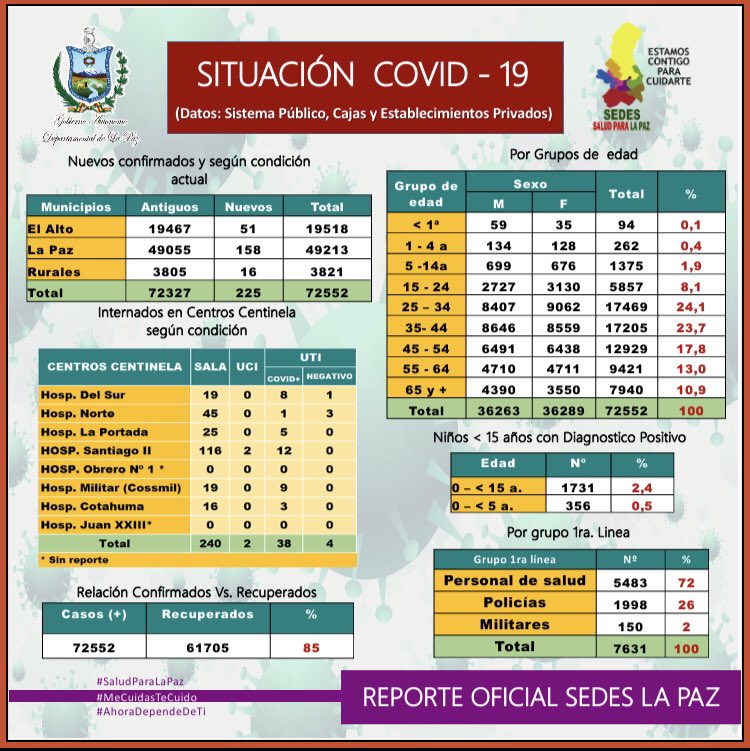 Gobierno Autónomo
Departamental de La Paz
SITUACIÓN COVID - 19
(Datos: Sistema Público, Cajas y Establecimientos Privados)
ESTAMOS
CONTIGO
PARA
CUIDARTE
SEDES
SALUD PARA LA PAZ
Nuevos confirmados y según condición
actual
Municipios Antiguos Nuevos Total
El Alto 19467 51 19518
La Paz 49055 158 49213
Rurales 3805 16 3821
Total 72327 225 72552
Internados en Centros Centinela
según condición
CENTROS CENTINELA SALA UCI UTI
COVID+ NEGATIVO
Hosp. Del Sur 19 0 8 1
Hosp. Norte 45 0 1 3
Hosp. La Portada 25 0 5 0
HOSP. Santiago II 116 2 12 0
HOSP. Obrero Nº 1 * 0 0 0 0
Hosp. Militar (Cossmil) 19 0 9 0
Hosp. Cotahuma 16 0 3 0
Hosp. Juan XXIII* 0 0 0 0
Total 240 2 38 4
* Sin reporte
Relación Confirmados Vs. Recuperados
Casos (+) Recuperados %
72552 61705 85
Por Grupos de edad
Grupo de edad Sexo Total %
M F
< 1ª 59 35 94 0,1
1 - 4 a 134 128 262 0,4
5 -14a 699 676 1375 1,9
15 - 24 2727 3130 5857 8,1
25 – 34 8407 9062 17469 24,1
35- 44 8646 8559 17205 23,7
45 - 54 6491 6438 12929 17,8
55 - 64 4710 4711 9421 13,0
65 y + 4390 3550 7940 10,9
Total 36263 36289 72552 100
Niños < 15 años con Diagnostico Positivo
Edad Nº %
0 – < 15 a. 1731 2,4
0 – < 5 a. 356 0,5
Por grupo 1ra. Linea
Grupo 1ra línea Nº %
Personal de salud 5483 72
Policías 1998 26
Militares 150 2
Total 7631 100
#SaludParaLaPaz
#MeCuidasTeCuido
#AhoraDependeDeTi
REPORTE OFICIAL SEDES LA PAZ